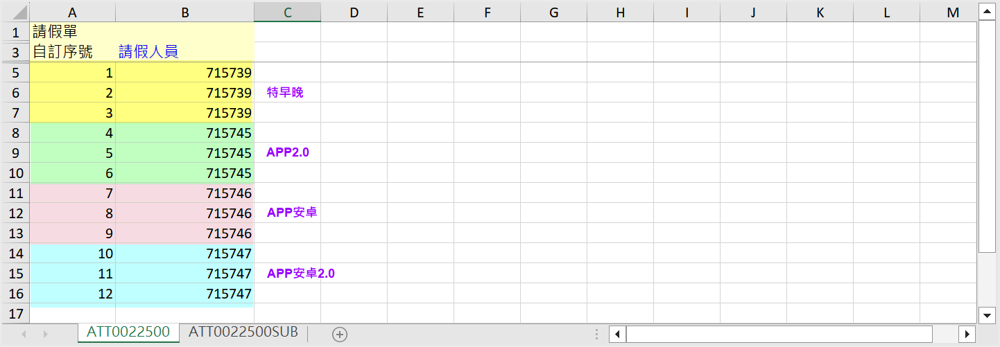 A B C D E F G H I J K L M
1 請假單
3 自訂序號 請假人員
5 1 715739
6 2 715739 特早晚
7 3 715739
8 4 715745
9 5 715745 APP2.0
10 6 715745
11 7 715746
12 8 715746 APP安卓
13 9 715746
14 10 715747
15 11 715747 APP安卓2.0
16 12 715747
17
ATT0022500 ATT0022500SUB